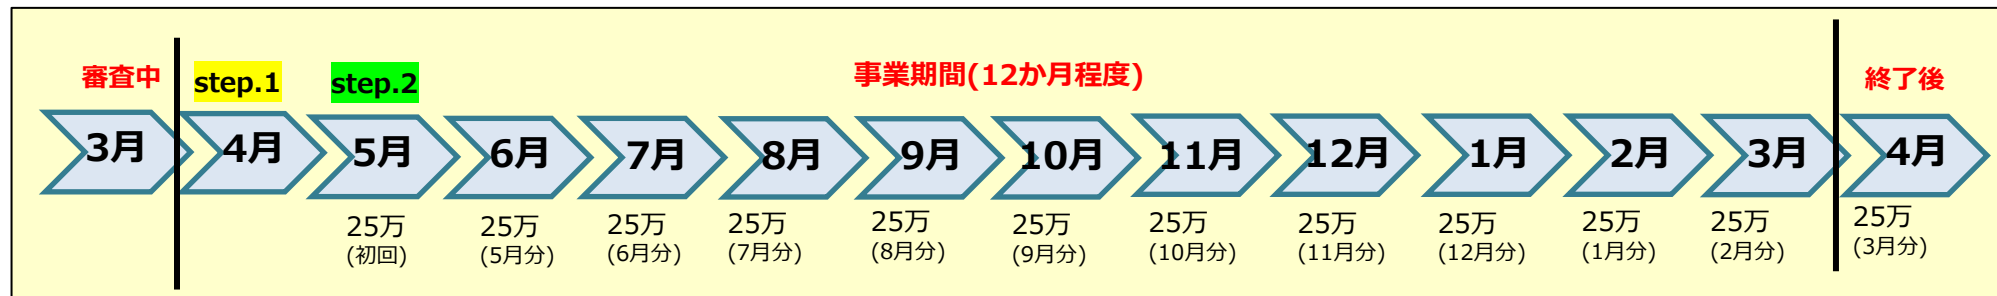 審査中
step.1
step.2
事業期間(12か月程度)
終了後
3月
4月
5月
6月
7月
8月
9月
10月
11月
12月
1月
2月
3月
4月
25万
(初回)
25万
(5月分)
25万
(6月分)
25万
(7月分)
25万
(8月分)
25万
(9月分)
25万
(10月分)
25万
(11月分)
25万
(12月分)
25万
(1月分)
25万
(2月分)
25万
(3月分)